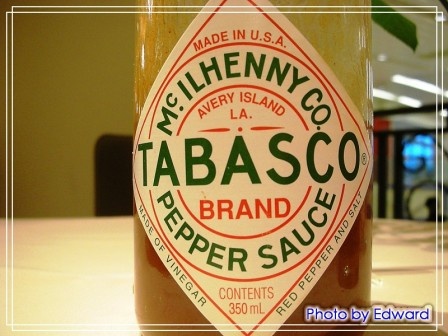 MADE IN U.S.A.
McILHENNY CO.
AVERY ISLAND
LA.
TABASCO®
BRAND
PEPPER SAUCE
MADE OF VINEGAR
RED PEPPER AND SALT
CONTENTS
350 mL
Photo by Edward